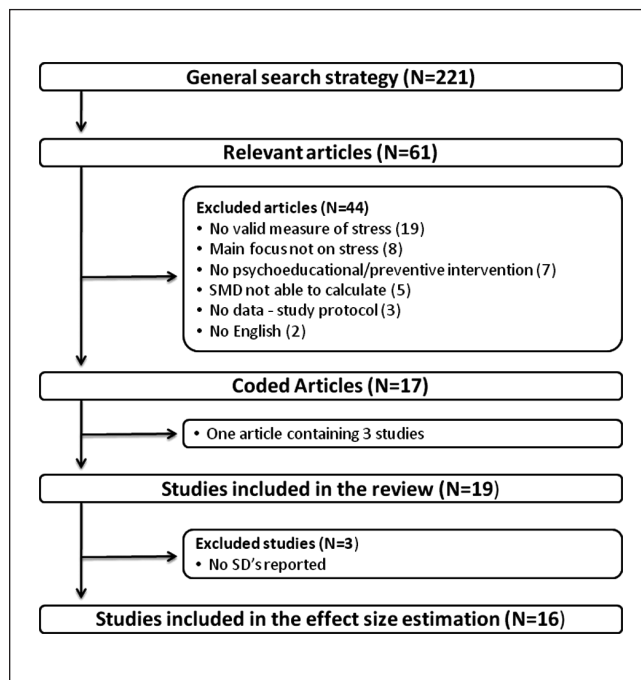 General search strategy (N=221)
Relevant articles (N=61)
Excluded articles (N=44)
• No valid measure of stress (19)
• Main focus not on stress (8)
• No psychoeducational/preventive intervention (7)
• SMD not able to calculate (5)
• No data - study protocol (3)
• No English (2)
Coded Articles (N=17)
• One article containing 3 studies
Studies included in the review (N=19)
Excluded studies (N=3)
• No SD's reported
Studies included in the effect size estimation (N=16)